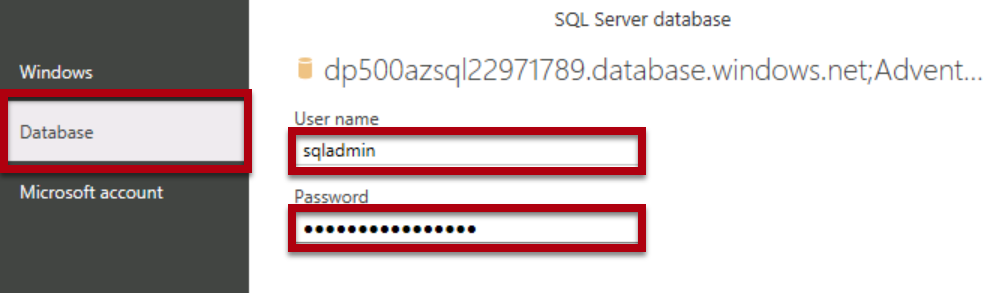 SQL Server database
Windows
Database
Microsoft account
dp500azsql22971789.database.windows.net;Advent...
User name
sqladmin
Password
●●●●●●●●●●●●●●●●